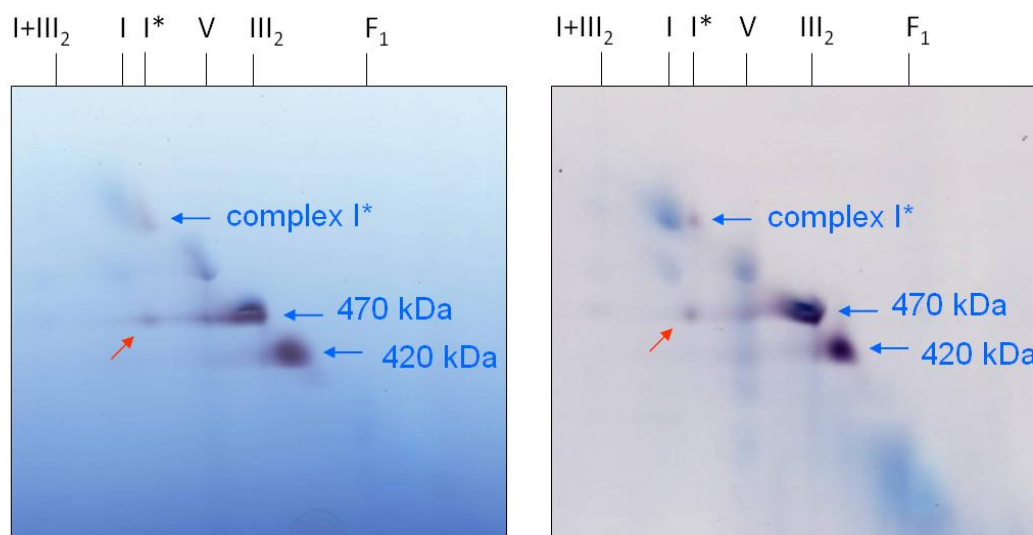 I+III₂ I I* V III₂ F₁
complex I*
470 kDa
420 kDa
I+III₂ I I* V III₂ F₁
complex I*
470 kDa
420 kDa